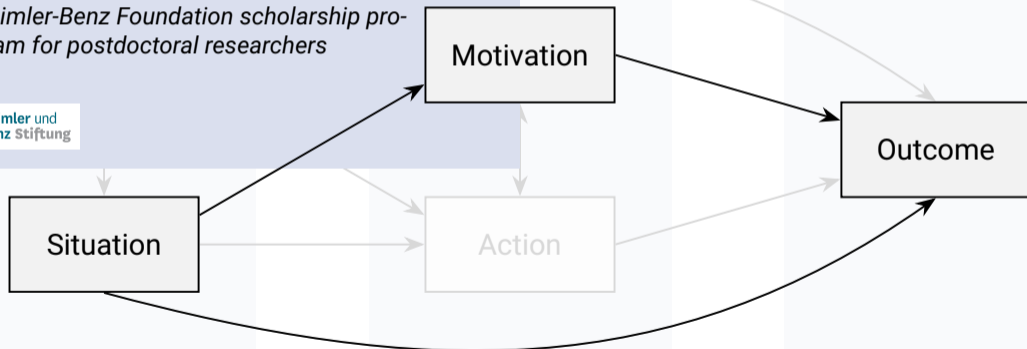 imler-Benz Foundation scholarship pro-
am for postdoctoral researchers
Motivation
mler und
nz Stiftung
Outcome
Situation
Action